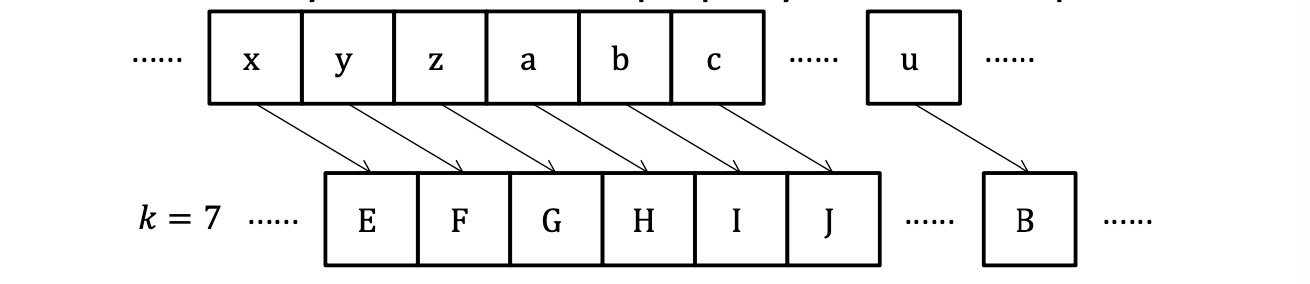 …… x y z a b c …… u ……
k = 7 …… E F G H I J …… B ……